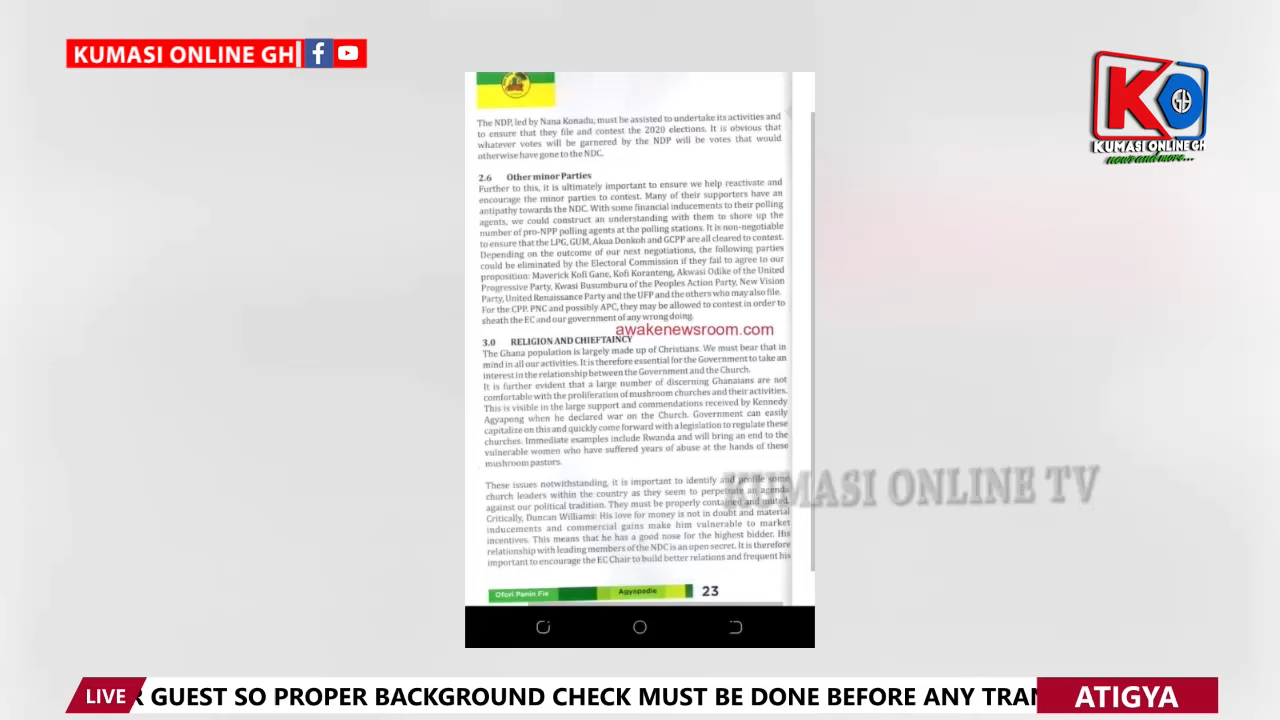 KUMASI ONLINE GH
KO
GH
KUMASI ONLINE GH
news and more...
The NDP, led by Nana Konadu, must be assisted to undertake its activities and
to ensure that they file and contest the 2020 elections. It is obvious that
whatever votes will be garnered by the NDP will be votes that would
otherwise have gone to the NDC.
2.6 Other minor Parties
Further to this, it is ultimately important to ensure we help reactivate and
encourage the minor parties to contest. Many of their supporters have an
antipathy towards the NDC. With some financial inducements to their polling
agents, we could construct an understanding with them to shore up the
number of pro-NPP polling agents at the polling stations. It is non-negotiable
to ensure that the LPG, GUM, Akua Donkoh and GCPP are all cleared to contest.
Depending on the outcome of our next negotiations, the following parties
could be eliminated by the Electoral Commission if they fail to agree to our
proposition: Maverick Kofi Gane, Kofi Koranteng, Akwasi Odike of the United
Progressive Party, Kwasi Busumburu of the Peoples Action Party, New Vision
Party, United Renaissance Party and the UFP and the others who may also file.
For the CPP, PNC and possibly APC, they may be allowed to contest in order to
sheath the EC and our government of any wrong doing.
awakenewsroom.com
3.0 RELIGION AND CHIEFTAINCY
The Ghana population is largely made up of Christians. We must bear that in
mind in all our activities. It is therefore essential for the Government to take an
interest in the relationship between the Government and the Church.
It is further evident that a large number of discerning Ghanaians are not
comfortable with the proliferation of mushroom churches and their activities.
This is visible in the large support and commendations received by Kennedy
Agyapong when he declared war on the Church. Government can easily
capitalize on this and quickly come forward with a legislation to regulate these
churches. Immediate examples include Rwanda and will bring an end to the
vulnerable women who have suffered years of abuse at the hands of these
mushroom pastors.
These issues notwithstanding, it is important to identify and profile some
church leaders within the country as they seem to perpetuate an agenda
against our political tradition. They must be properly contained and muted.
Critically, Duncan Williams: His love for money is not in doubt and material
inducements and commercial gains make him vulnerable to market
incentives. This means that he has a good nose for the highest bidder. His
relationship with leading members of the NDC is an open secret. It is therefore
important to encourage the EC Chair to build better relations and frequent his
KUMASI ONLINE TV
Ofori Panin Fie Agyapadie 23
LIVE R GUEST SO PROPER BACKGROUND CHECK MUST BE DONE BEFORE ANY TRAN ATIGYA